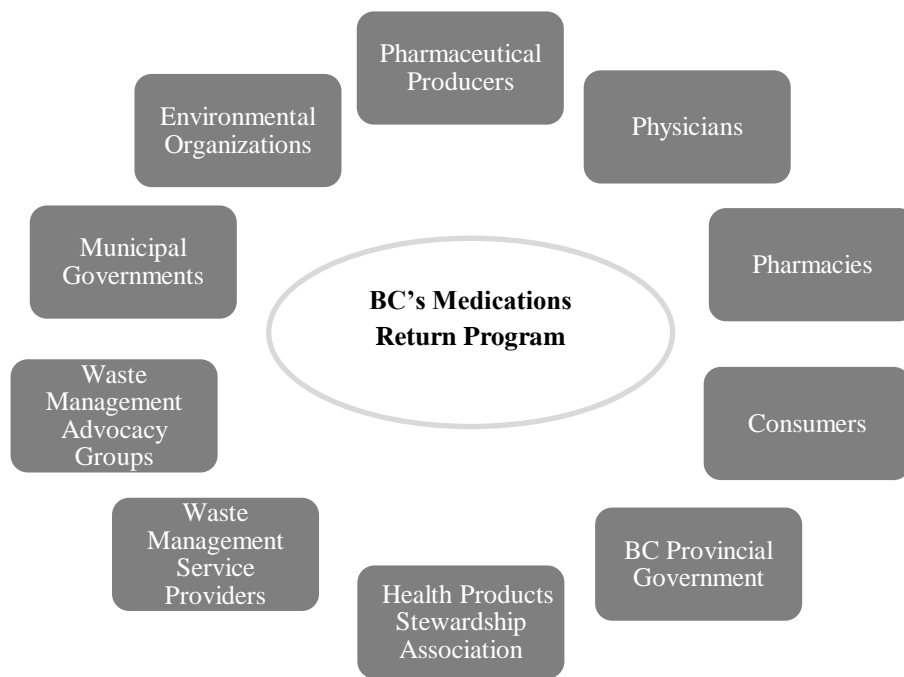 Pharmaceutical
Producers
Physicians
Pharmacies
Consumers
BC Provincial
Government
Health Products
Stewardship
Association
Waste
Management
Service
Providers
Waste
Management
Advocacy
Groups
Municipal
Governments
Environmental
Organizations
BC’s Medications
Return Program